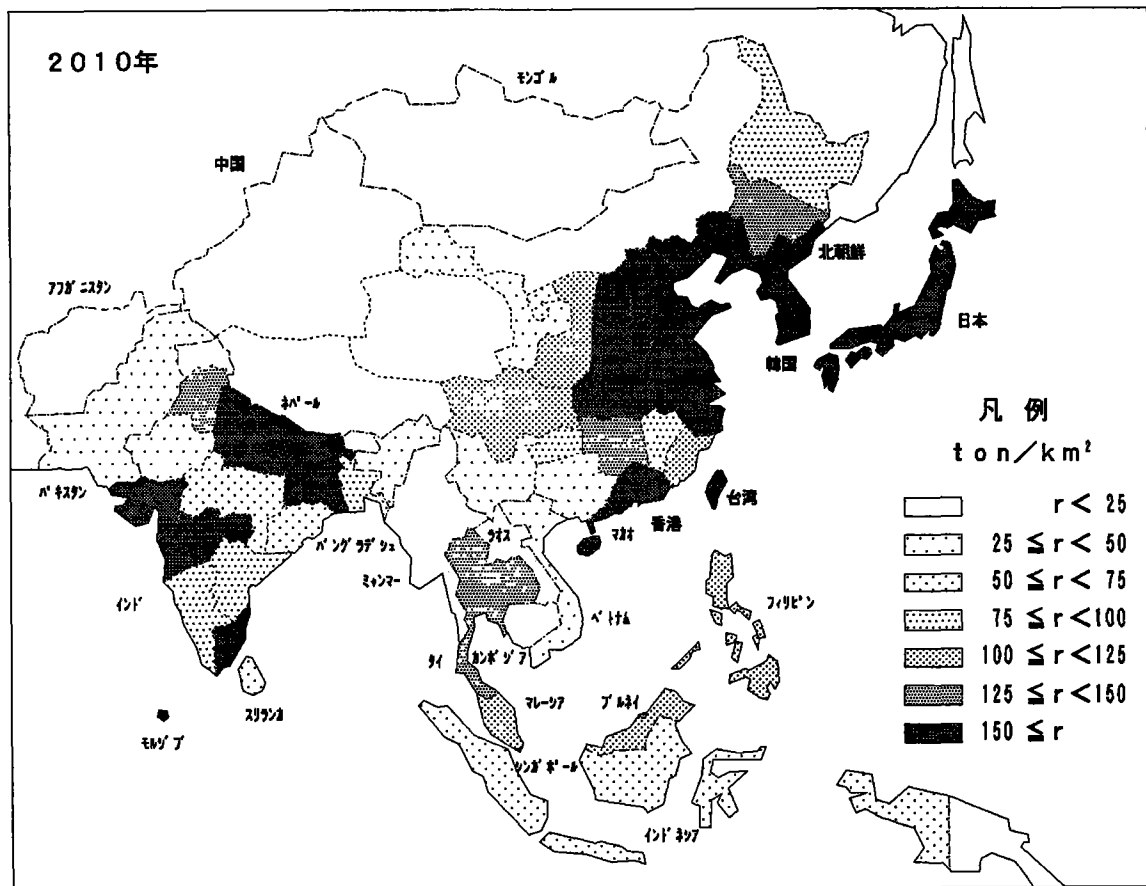 2010年
モンゴル
中国
アフガニスタン
北朝鮮
日本
韓国
ネパール
凡例
ton/km²
r<25
25≦r<50
50≦r<75
75≦r<100
100≦r<125
125≦r<150
150≦r
パキスタン
台湾
香港
マカオ
ラオス
バングラデシュ
ミャンマー
フィリピン
インド
ベトナム
タイ
カンボジア
マレーシア
ブルネイ
スリランカ
モルジブ
シンガポール
インドネシア